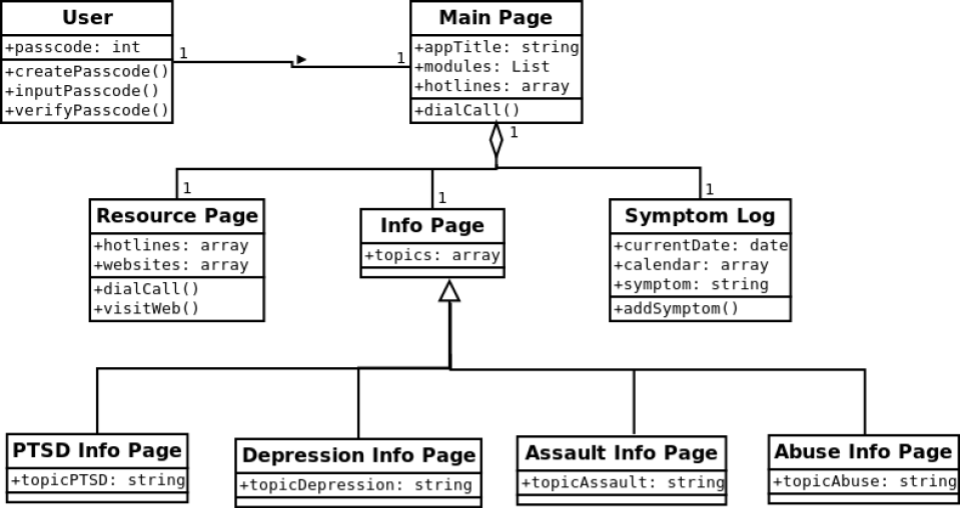 User
+passcode: int
+createPasscode()
+inputPasscode()
+verifyPasscode()
1
1
Main Page
+appTitle: string
+modules: List
+hotlines: array
+dialCall()
1
1
Resource Page
+hotlines: array
+websites: array
+dialCall()
+visitWeb()
1
Info Page
+topics: array
1
Symptom Log
+currentDate: date
+calendar: array
+symptom: string
+addSymptom()
PTSD Info Page
+topicPTSD: string
Depression Info Page
+topicDepression: string
Assault Info Page
+topicAssault: string
Abuse Info Page
+topicAbuse: string